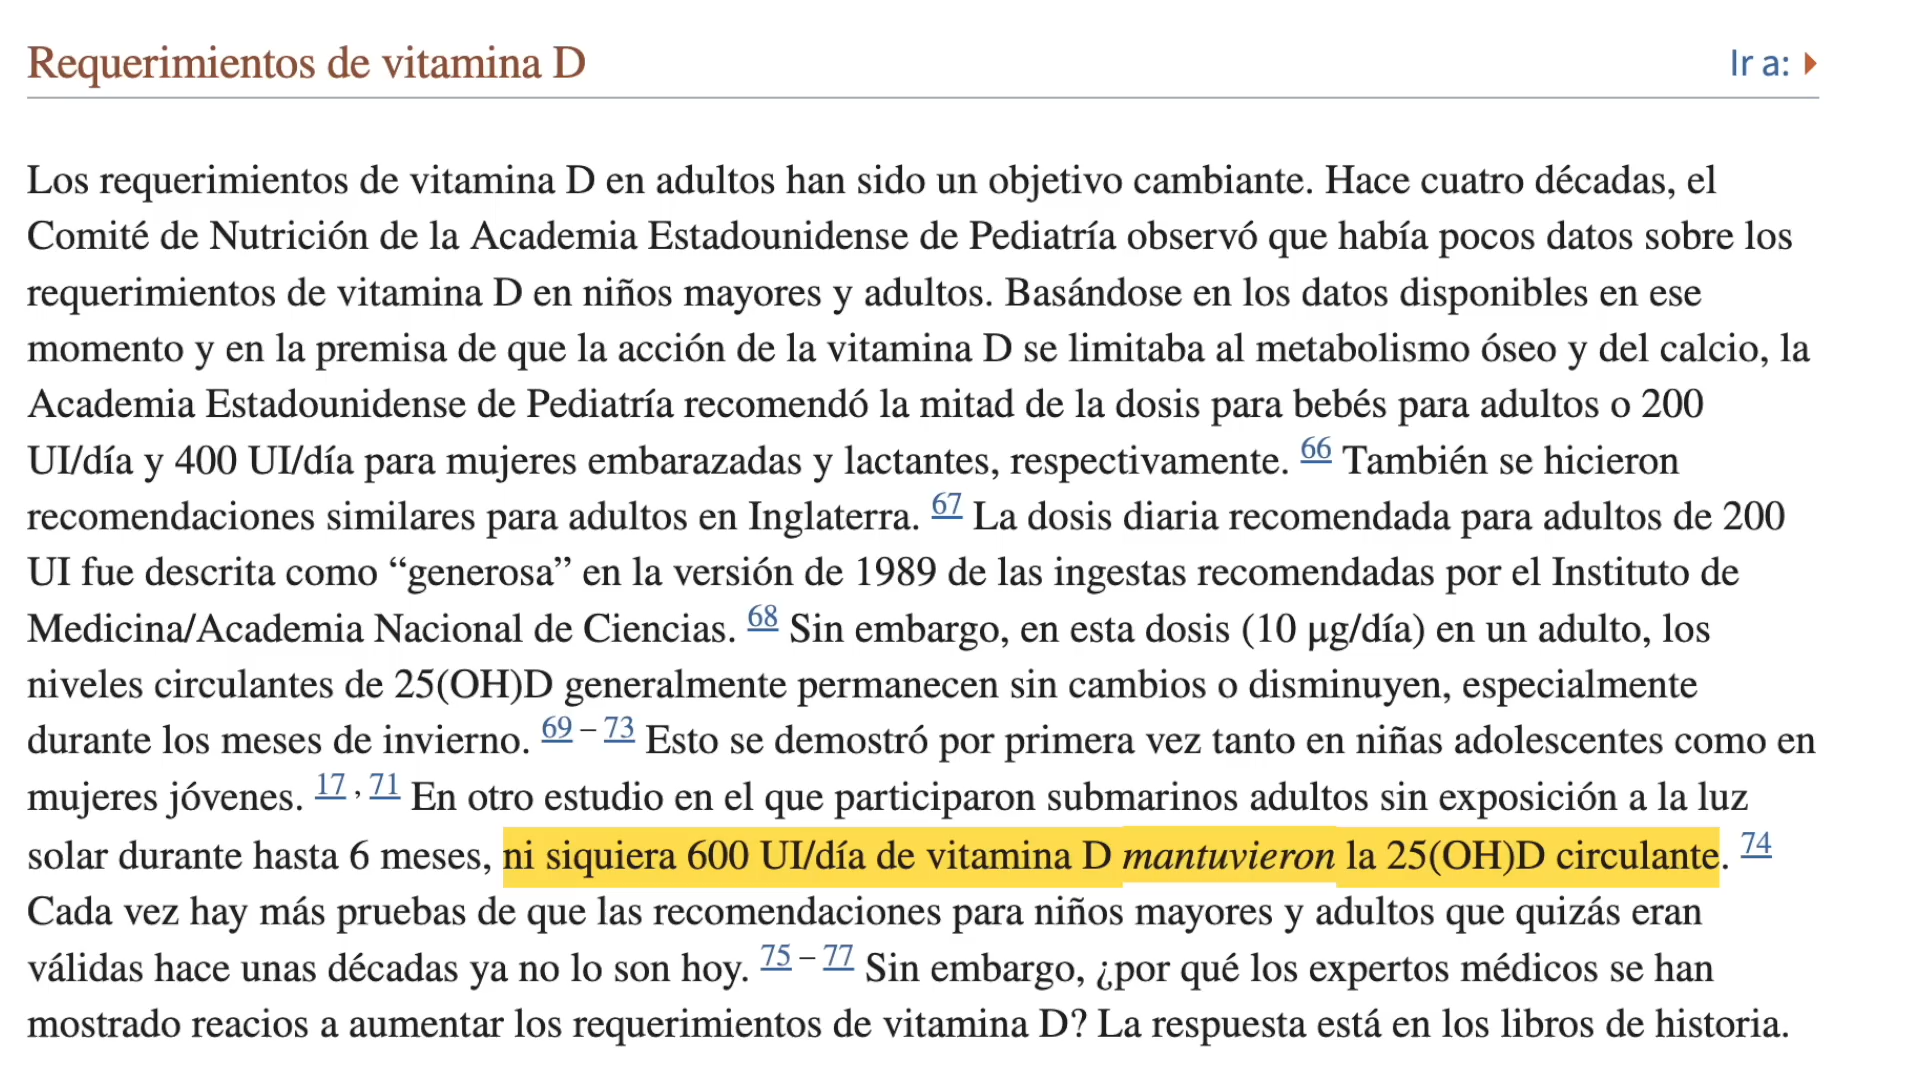 Requerimientos de vitamina D
Ir a:
Los requerimientos de vitamina D en adultos han sido un objetivo cambiante. Hace cuatro décadas, el
Comité de Nutrición de la Academia Estadounidense de Pediatría observó que había pocos datos sobre los
requerimientos de vitamina D en niños mayores y adultos. Basándose en los datos disponibles en ese
momento y en la premisa de que la acción de la vitamina D se limitaba al metabolismo óseo y del calcio, la
Academia Estadounidense de Pediatría recomendó la mitad de la dosis para bebés para adultos o 200
UI/día y 400 UI/día para mujeres embarazadas y lactantes, respectivamente. 66 También se hicieron
recomendaciones similares para adultos en Inglaterra. 67 La dosis diaria recomendada para adultos de 200
UI fue descrita como “generosa” en la versión de 1989 de las ingestas recomendadas por el Instituto de
Medicina/Academia Nacional de Ciencias. 68 Sin embargo, en esta dosis (10 μg/día) en un adulto, los
niveles circulantes de 25(OH)D generalmente permanecen sin cambios o disminuyen, especialmente
durante los meses de invierno. 69 – 73 Esto se demostró por primera vez tanto en niñas adolescentes como en
mujeres jóvenes. 17 , 71 En otro estudio en el que participaron submarinos adultos sin exposición a la luz
solar durante hasta 6 meses, ni siquiera 600 UI/día de vitamina D mantuvieron la 25(OH)D circulante. 74
Cada vez hay más pruebas de que las recomendaciones para niños mayores y adultos que quizás eran
válidas hace unas décadas ya no lo son hoy. 75 – 77 Sin embargo, ¿por qué los expertos médicos se han
mostrado reacios a aumentar los requerimientos de vitamina D? La respuesta está en los libros de historia.